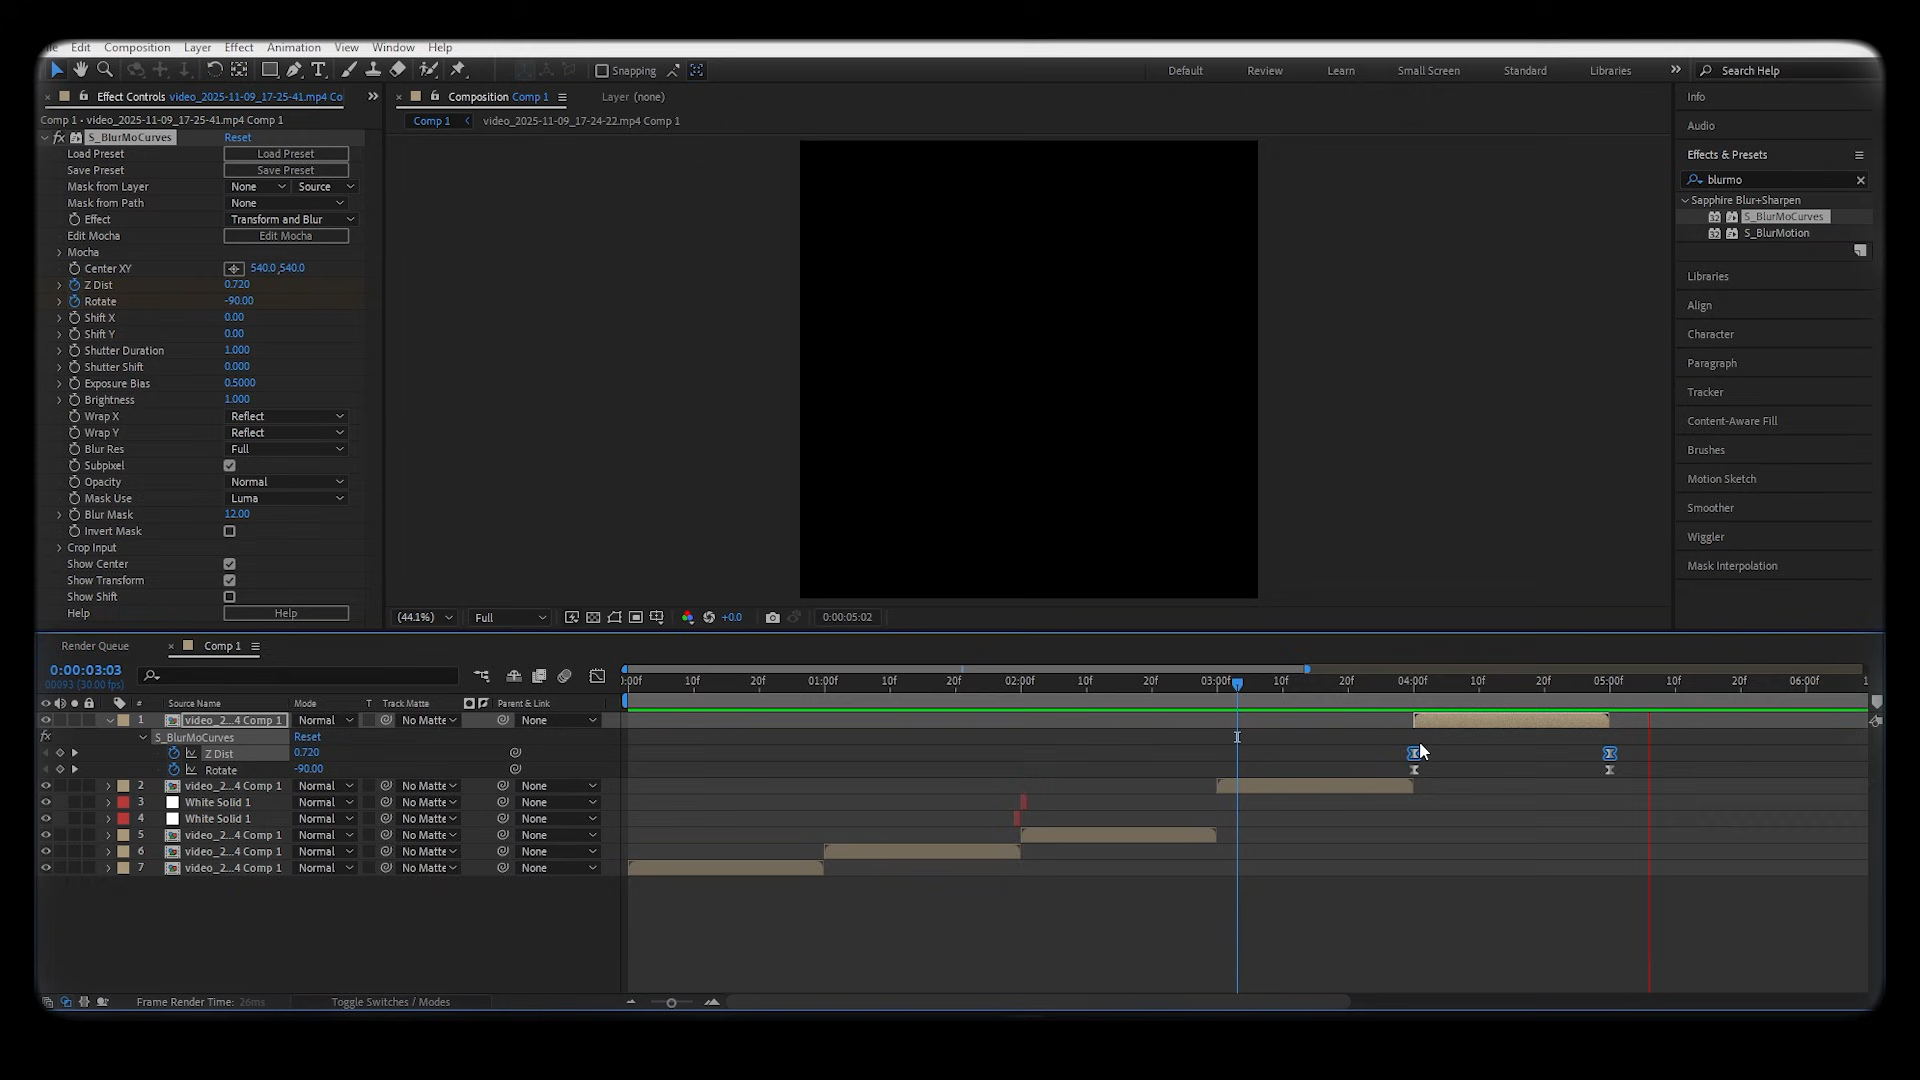 Edit Composition Layer Effect Animation View Window Help
Snapping
Default Review Learn Small Screen Standard Libraries
Search Help
Effect Controls video_2025-11-09_17-25-41.mp4 Co
Comp 1 • video_2025-11-09_17-25-41.mp4 Comp 1
fx S_BlurMoCurves Reset
Load Preset Load Preset
Save Preset Save Preset
Mask from Layer None Source
Mask from Path None
Effect Transform and Blur
Edit Mocha Edit Mocha
Mocha
Center XY 540.0,540.0
Z Dist 0.720
Rotate -90.00
Shift X 0.00
Shift Y 0.00
Shutter Duration 1.000
Shutter Shift 0.000
Exposure Bias 0.5000
Brightness 1.000
Wrap X Reflect
Wrap Y Reflect
Blur Res Full
Subpixel
Opacity Normal
Mask Use Luma
Blur Mask 12.00
Invert Mask
Crop Input
Show Center
Show Transform
Show Shift
Help Help
Composition Comp 1 Layer (none)
Comp 1 video_2025-11-09_17-24-22.mp4 Comp 1
(44.1%) Full +0.0 0:00:05:02
Info
Audio
Effects & Presets
blurmo
Sapphire Blur+Sharpen
32 S_BlurMoCurves
32 S_BlurMotion
Libraries
Align
Character
Paragraph
Tracker
Content-Aware Fill
Brushes
Motion Sketch
Smoother
Wiggler
Mask Interpolation
Render Queue Comp 1
0:00:03:03
00093 (30.00 fps)
:00f 10f 20f 01:00f 10f 20f 02:00f 10f 20f 03:00f 10f 20f 04:00f 10f 20f 05:00f 10f 20f 06:00f 1
# Source Name Mode T Track Matte Parent & Link
1 video_2...4 Comp 1 Normal No Matte None
fx S_BlurMoCurves Reset
Z Dist 0.720
Rotate -90.00
2 video_2...4 Comp 1 Normal No Matte None
3 White Solid 1 Normal No Matte None
4 White Solid 1 Normal No Matte None
5 video_2...4 Comp 1 Normal No Matte None
6 video_2...4 Comp 1 Normal No Matte None
7 video_2...4 Comp 1 Normal No Matte None
Frame Render Time: 26ms Toggle Switches / Modes